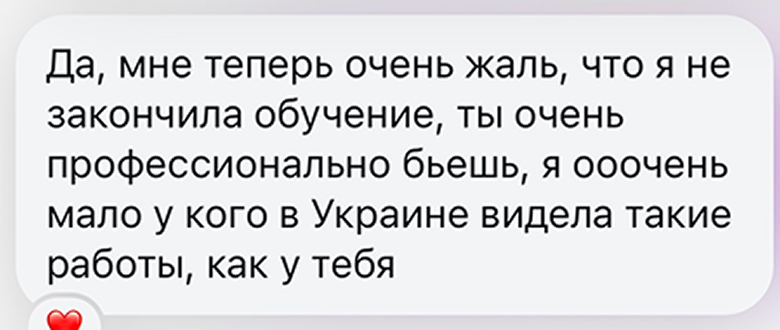 Да, мне теперь очень жаль, что я не
закончила обучение, ты очень
профессионально бьешь, я ооочень
мало у кого в Украине видела такие
работы, как у тебя